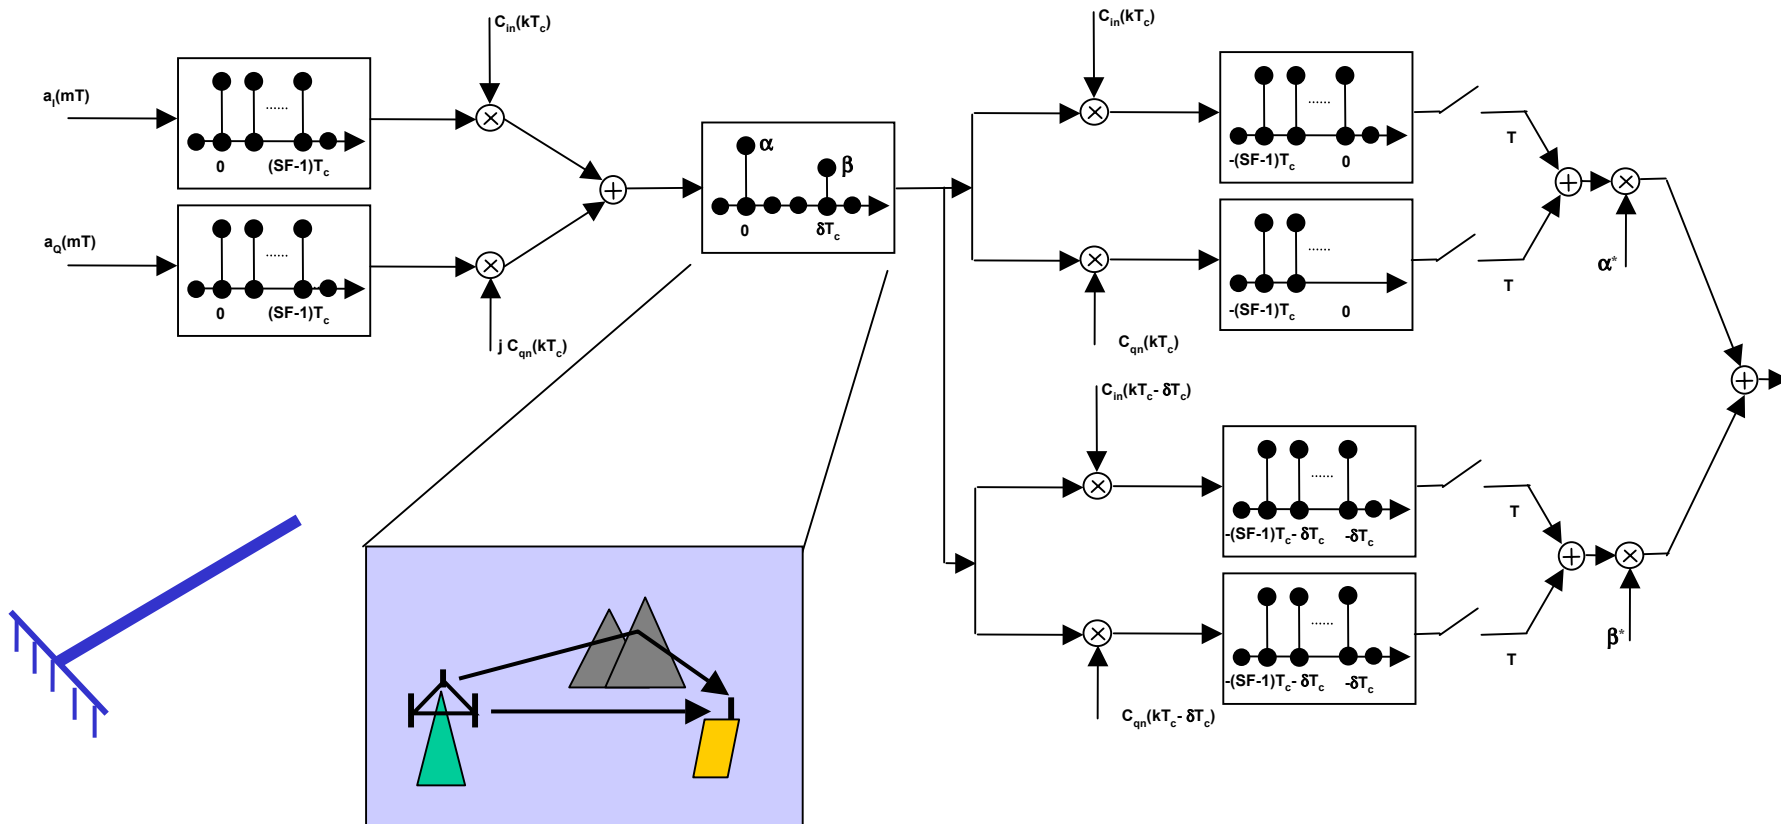 C_in(kT_c)
a_I(mT)
......
0 (SF-1)T_c
a_Q(mT)
......
0 (SF-1)T_c
j C_qn(kT_c)
α
β
0 δT_c
C_in(kT_c)
......
-(SF-1)T_c 0
T
......
-(SF-1)T_c 0
T
α*
C_qn(kT_c)
C_in(kT_c- δT_c)
......
-(SF-1)T_c- δT_c -δT_c
T
......
-(SF-1)T_c- δT_c -δT_c
T
β*
C_qn(kT_c- δT_c)